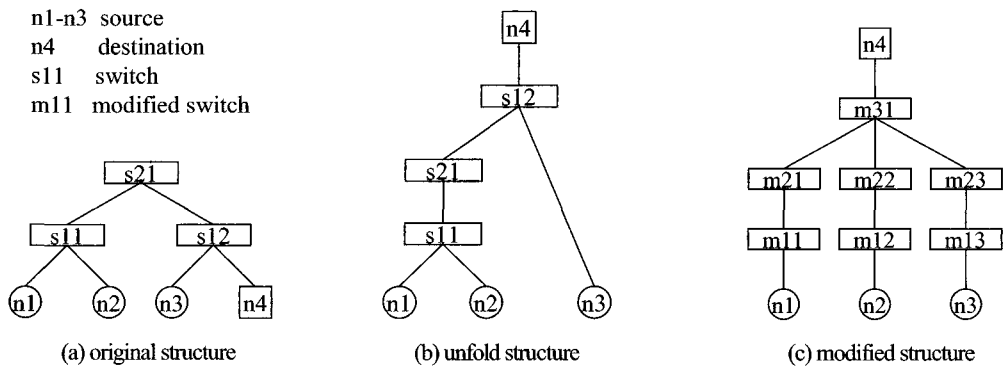 n1-n3 source
n4 destination
s11 switch
m11 modified switch
s21
s11 s12
n1 n2 n3 n4
(a) original structure
n4
s12
s21
s11
n1 n2 n3
(b) unfold structure
n4
m31
m21 m22 m23
m11 m12 m13
n1 n2 n3
(c) modified structure